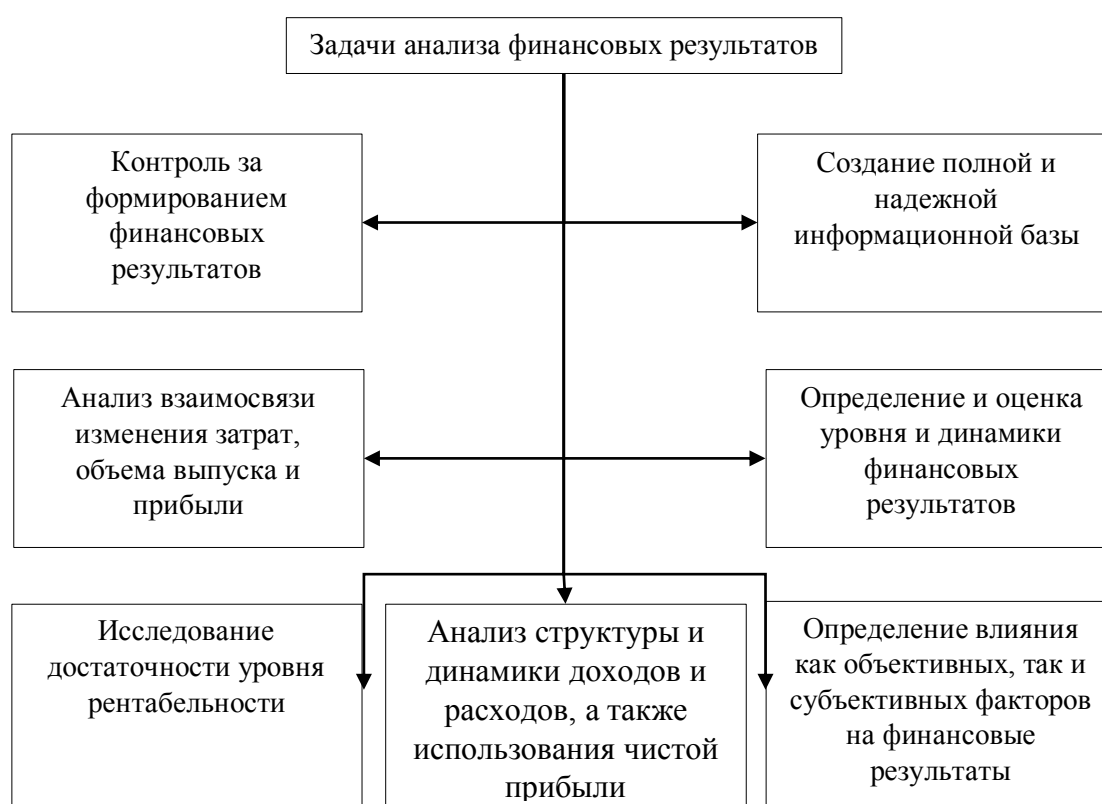 Задачи анализа финансовых результатов
Контроль за
формированием
финансовых
результатов
Создание полной и
надежной
информационной базы
Анализ взаимосвязи
изменения затрат,
объема выпуска и
прибыли
Определение и оценка
уровня и динамики
финансовых
результатов
Исследование
достаточности уровня
рентабельности
Анализ структуры и
динамики доходов и
расходов, а также
использования чистой
прибыли
Определение влияния
как объективных, так и
субъективных факторов
на финансовые
результаты